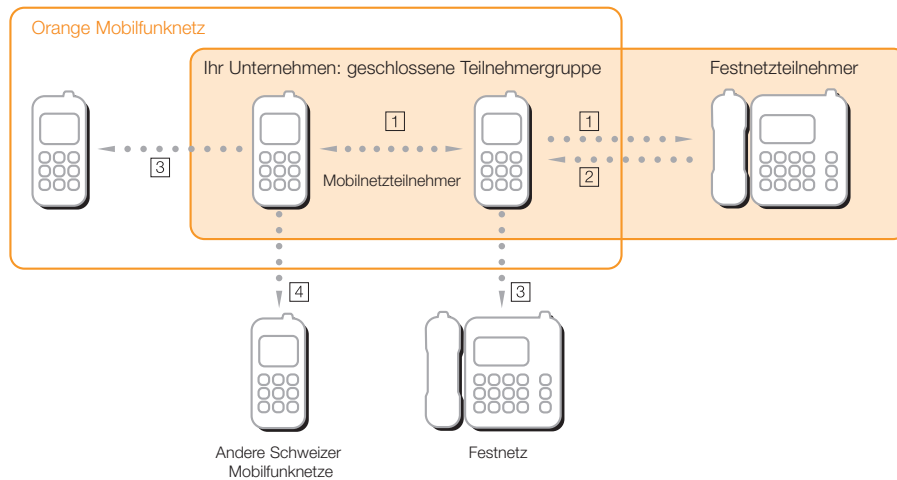 Orange Mobilfunknetz
Ihr Unternehmen: geschlossene Teilnehmergruppe
Festnetzteilnehmer
1
1
3
2
Mobilnetzteilnehmer
4
3
Andere Schweizer
Mobilfunknetze
Festnetz